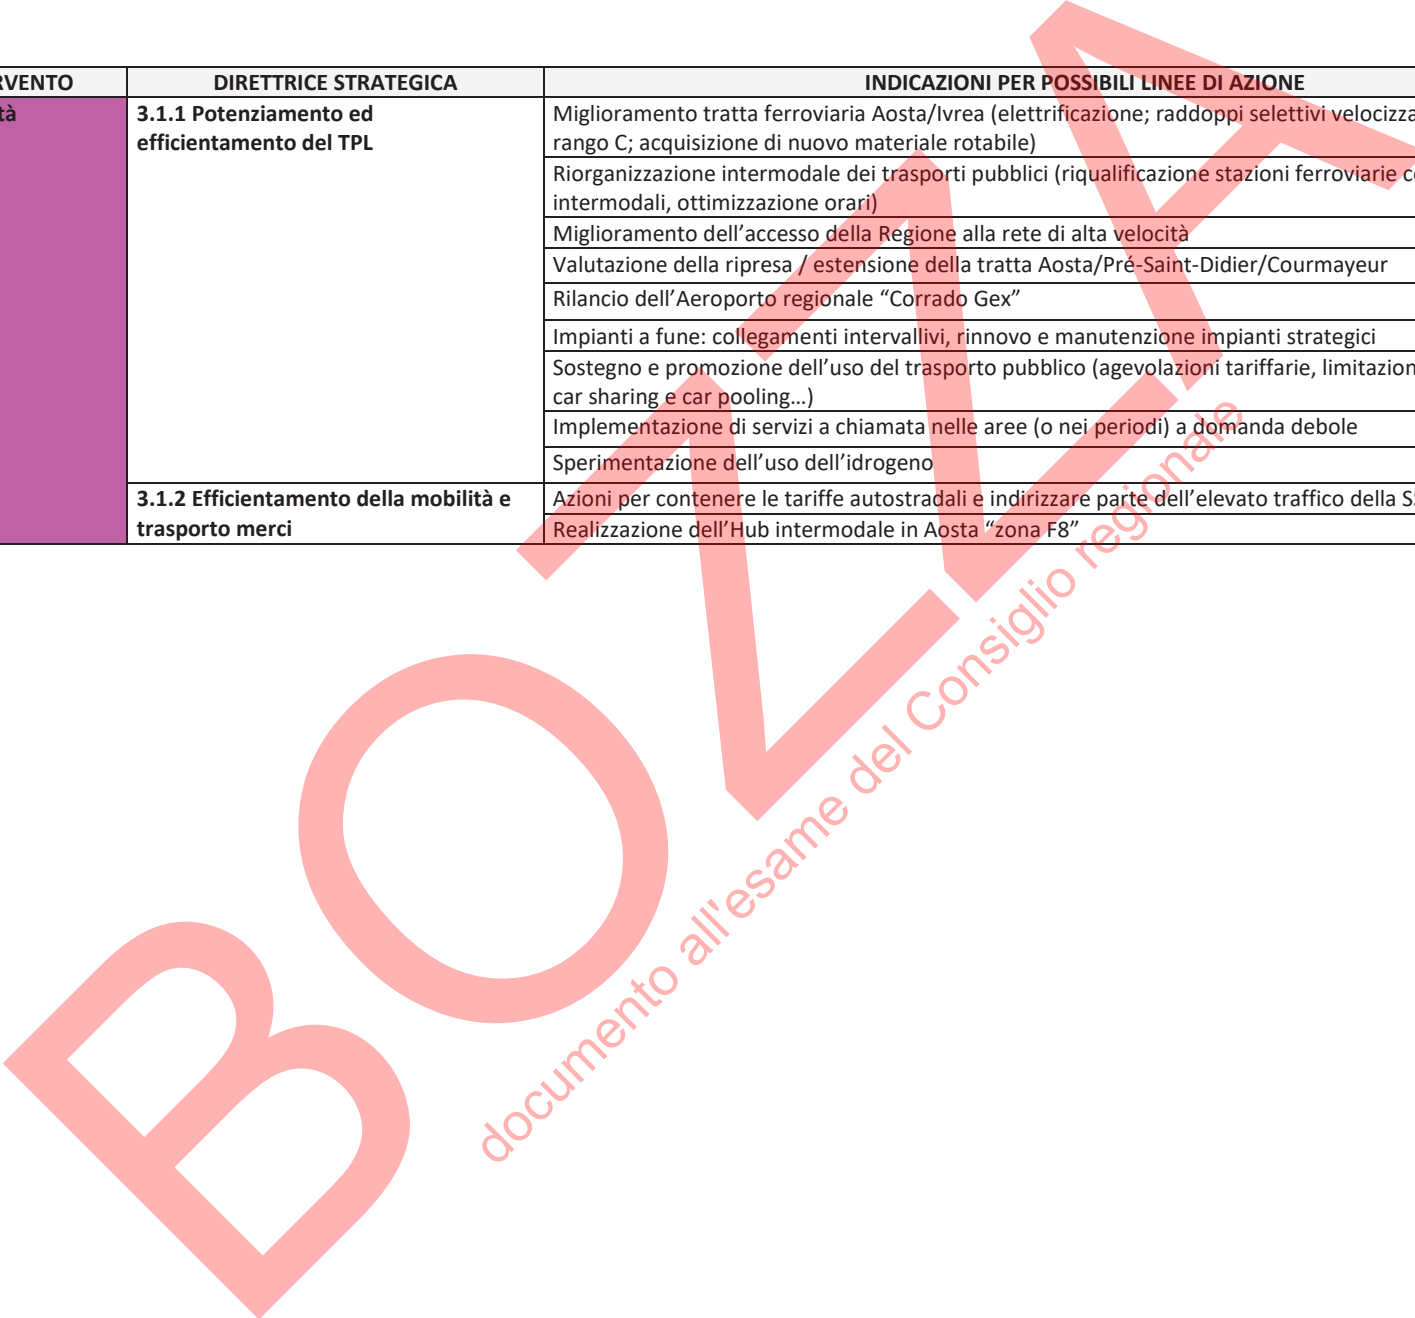 RVENTO DIRETTRICE STRATEGICA INDICAZIONI PER POSSIBILI LINEE DI AZIONE
tà 3.1.1 Potenziamento ed
efficientamento del TPL
Miglioramento tratta ferroviaria Aosta/Ivrea (elettrificazione; raddoppi selettivi velocizza
rango C; acquisizione di nuovo materiale rotabile)
Riorganizzazione intermodale dei trasporti pubblici (riqualificazione stazioni ferroviarie c
intermodali, ottimizzazione orari)
Miglioramento dell’accesso della Regione alla rete di alta velocità
Valutazione della ripresa / estensione della tratta Aosta/Pré-Saint-Didier/Courmayeur
Rilancio dell’Aeroporto regionale “Corrado Gex”
Impianti a fune: collegamenti intervallivi, rinnovo e manutenzione impianti strategici
Sostegno e promozione dell’uso del trasporto pubblico (agevolazioni tariffarie, limitazion
car sharing e car pooling…)
Implementazione di servizi a chiamata nelle aree (o nei periodi) a domanda debole
Sperimentazione dell’uso dell’idrogeno
3.1.2 Efficientamento della mobilità e
trasporto merci
Azioni per contenere le tariffe autostradali e indirizzare parte dell’elevato traffico della S
Realizzazione dell’Hub intermodale in Aosta “zona F8”
BOZZA
documento all'esame del Consiglio regionale